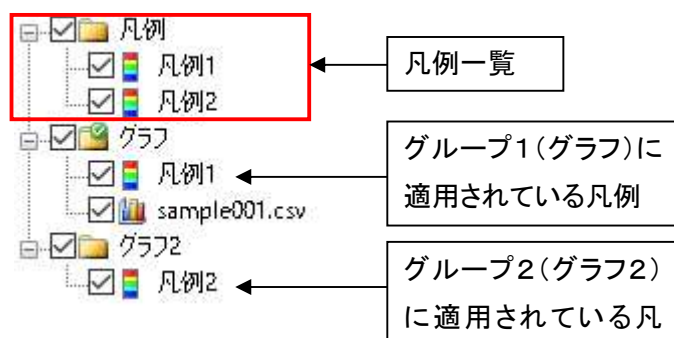 凡例
凡例1
凡例2
グラフ
凡例1
sample001.csv
グラフ2
凡例2
凡例一覧
グループ1(グラフ)に
適用されている凡例
グループ2(グラフ2)
に適用されている凡